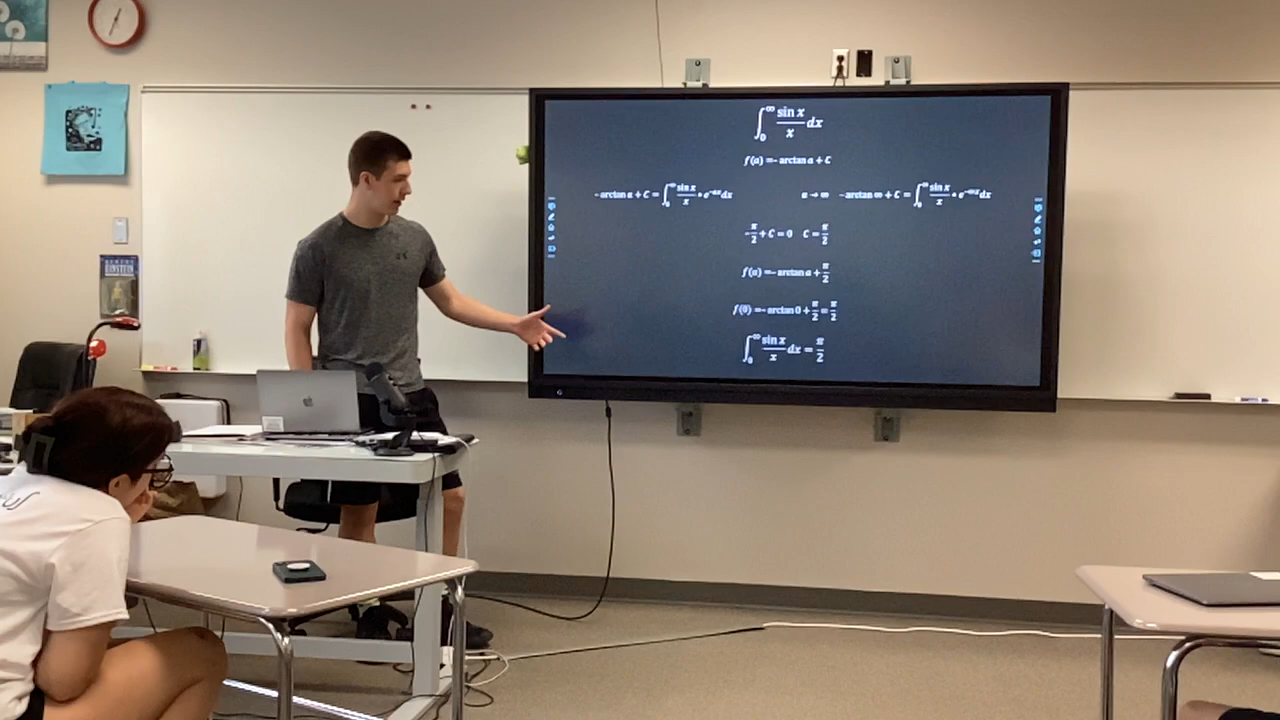 ∫₀^∞ sin x / x dx
f(a) =- arctan a + C
- arctan a + C = ∫₀^∞ sin x / x • e^(-ax) dx    a → ∞    - arctan ∞ + C = ∫₀^∞ sin x / x • e^(-∞x) dx
- π/2 + C = 0    C = π/2
f(a) =- arctan a + π/2
f(0) =- arctan 0 + π/2 = π/2
∫₀^∞ sin x / x dx = π/2
EINSTEIN